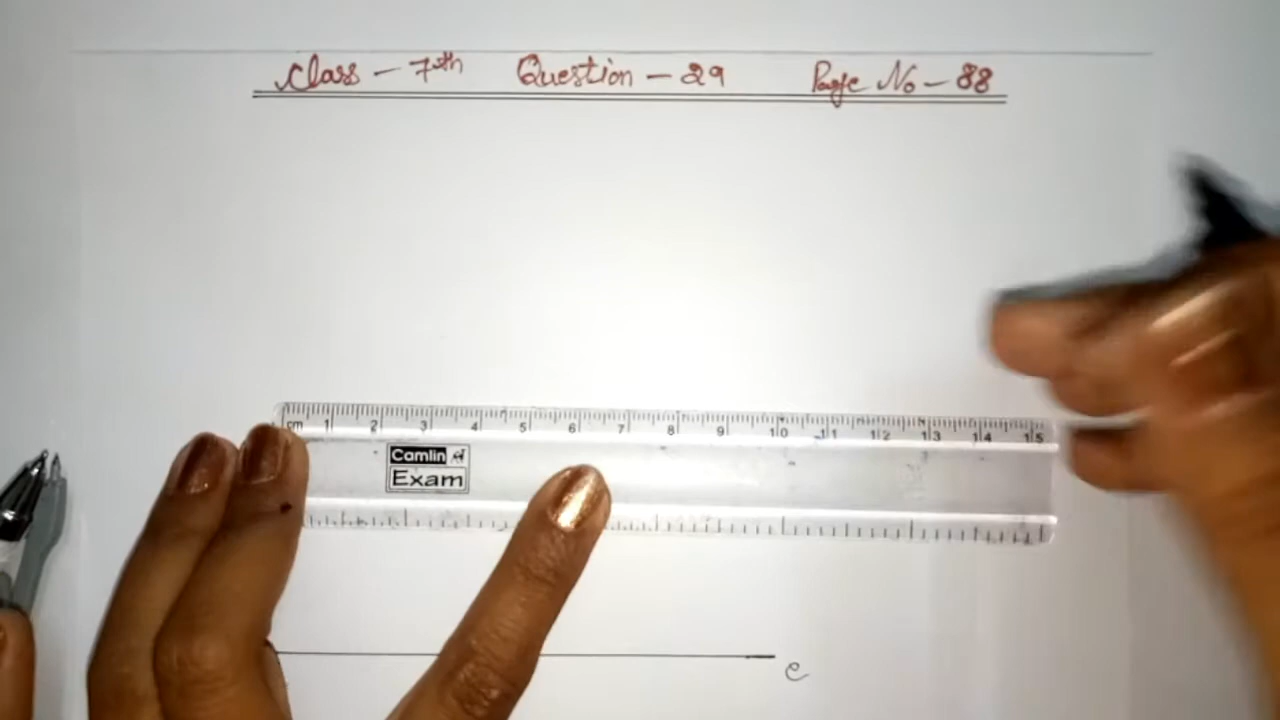 Class - 7th Question - 29 Page No - 88
cm 1 2 3 4 5 6 7 8 9 10 11 12 13 14 15
Camlin
Exam
c